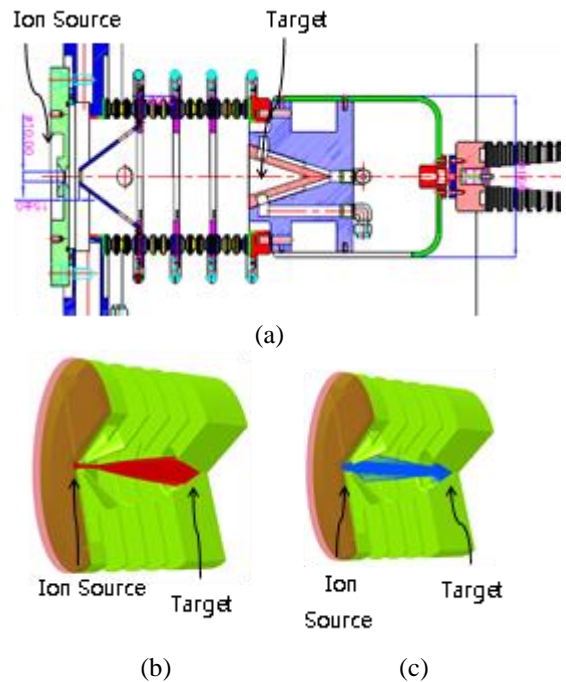 Ion Source
Target
(a)
Ion Source
Target
Ion
Source
Target
(b)
(c)